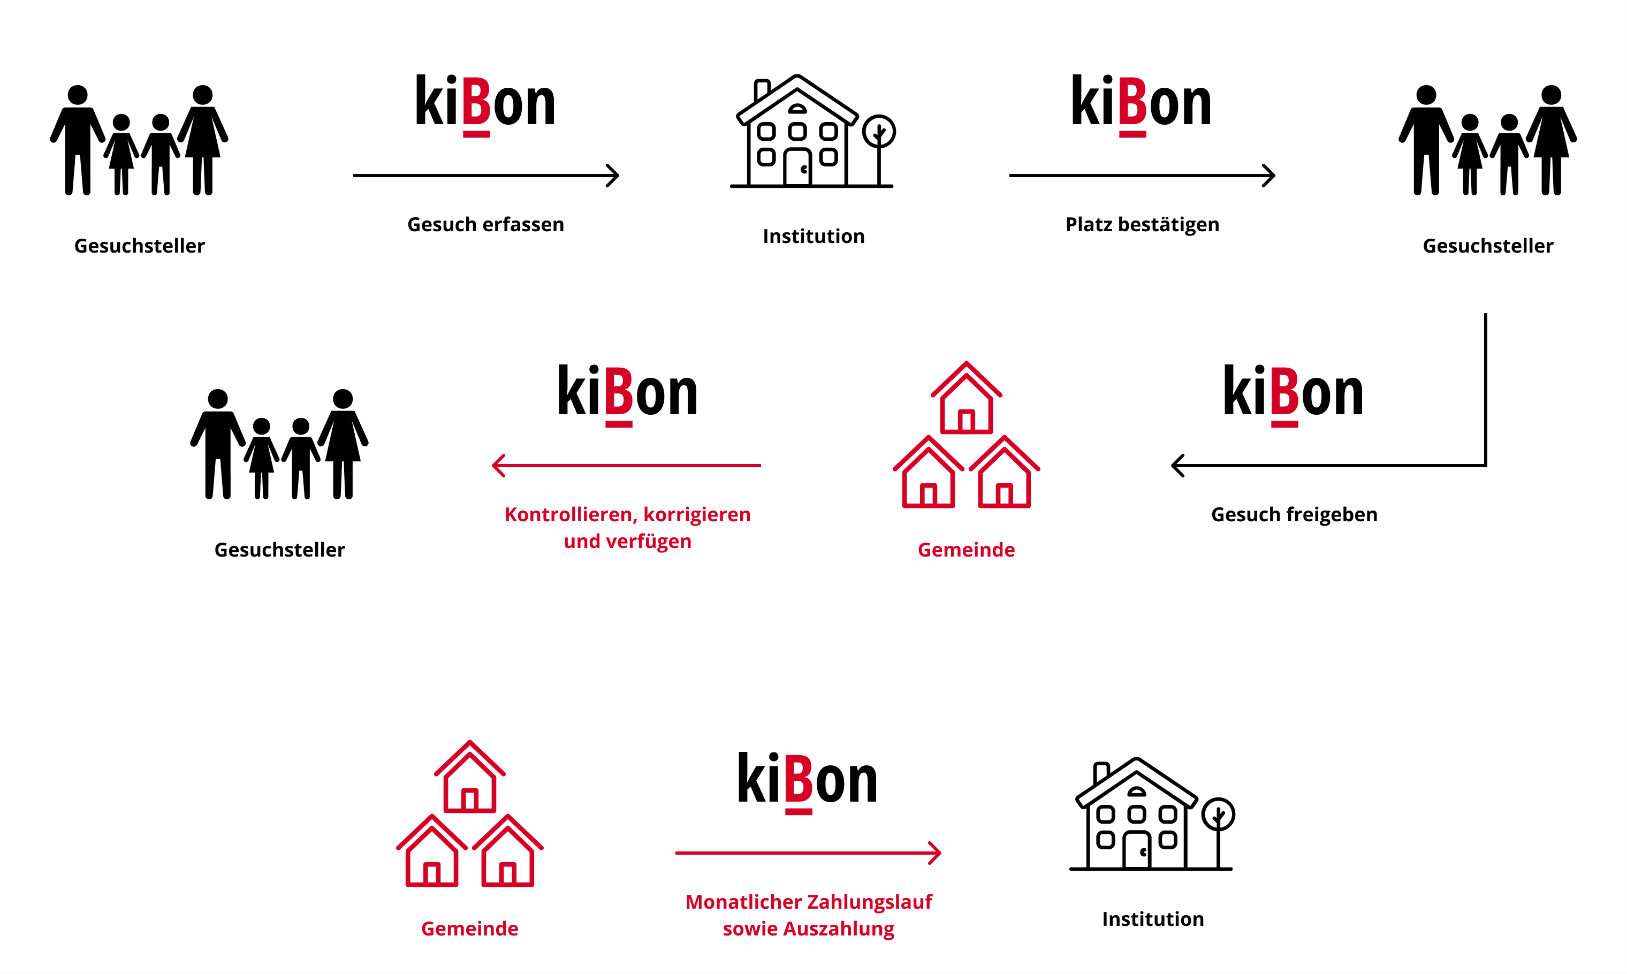 kiBon
kiBon
Gesuch erfassen
Platz bestätigen
Institution
Gesuchsteller
Gesuchsteller
kiBon
kiBon
Kontrollieren, korrigieren
und verfügen
Gesuch freigeben
Gesuchsteller
Gemeinde
kiBon
Monatlicher Zahlungslauf
sowie Auszahlung
Gemeinde
Institution